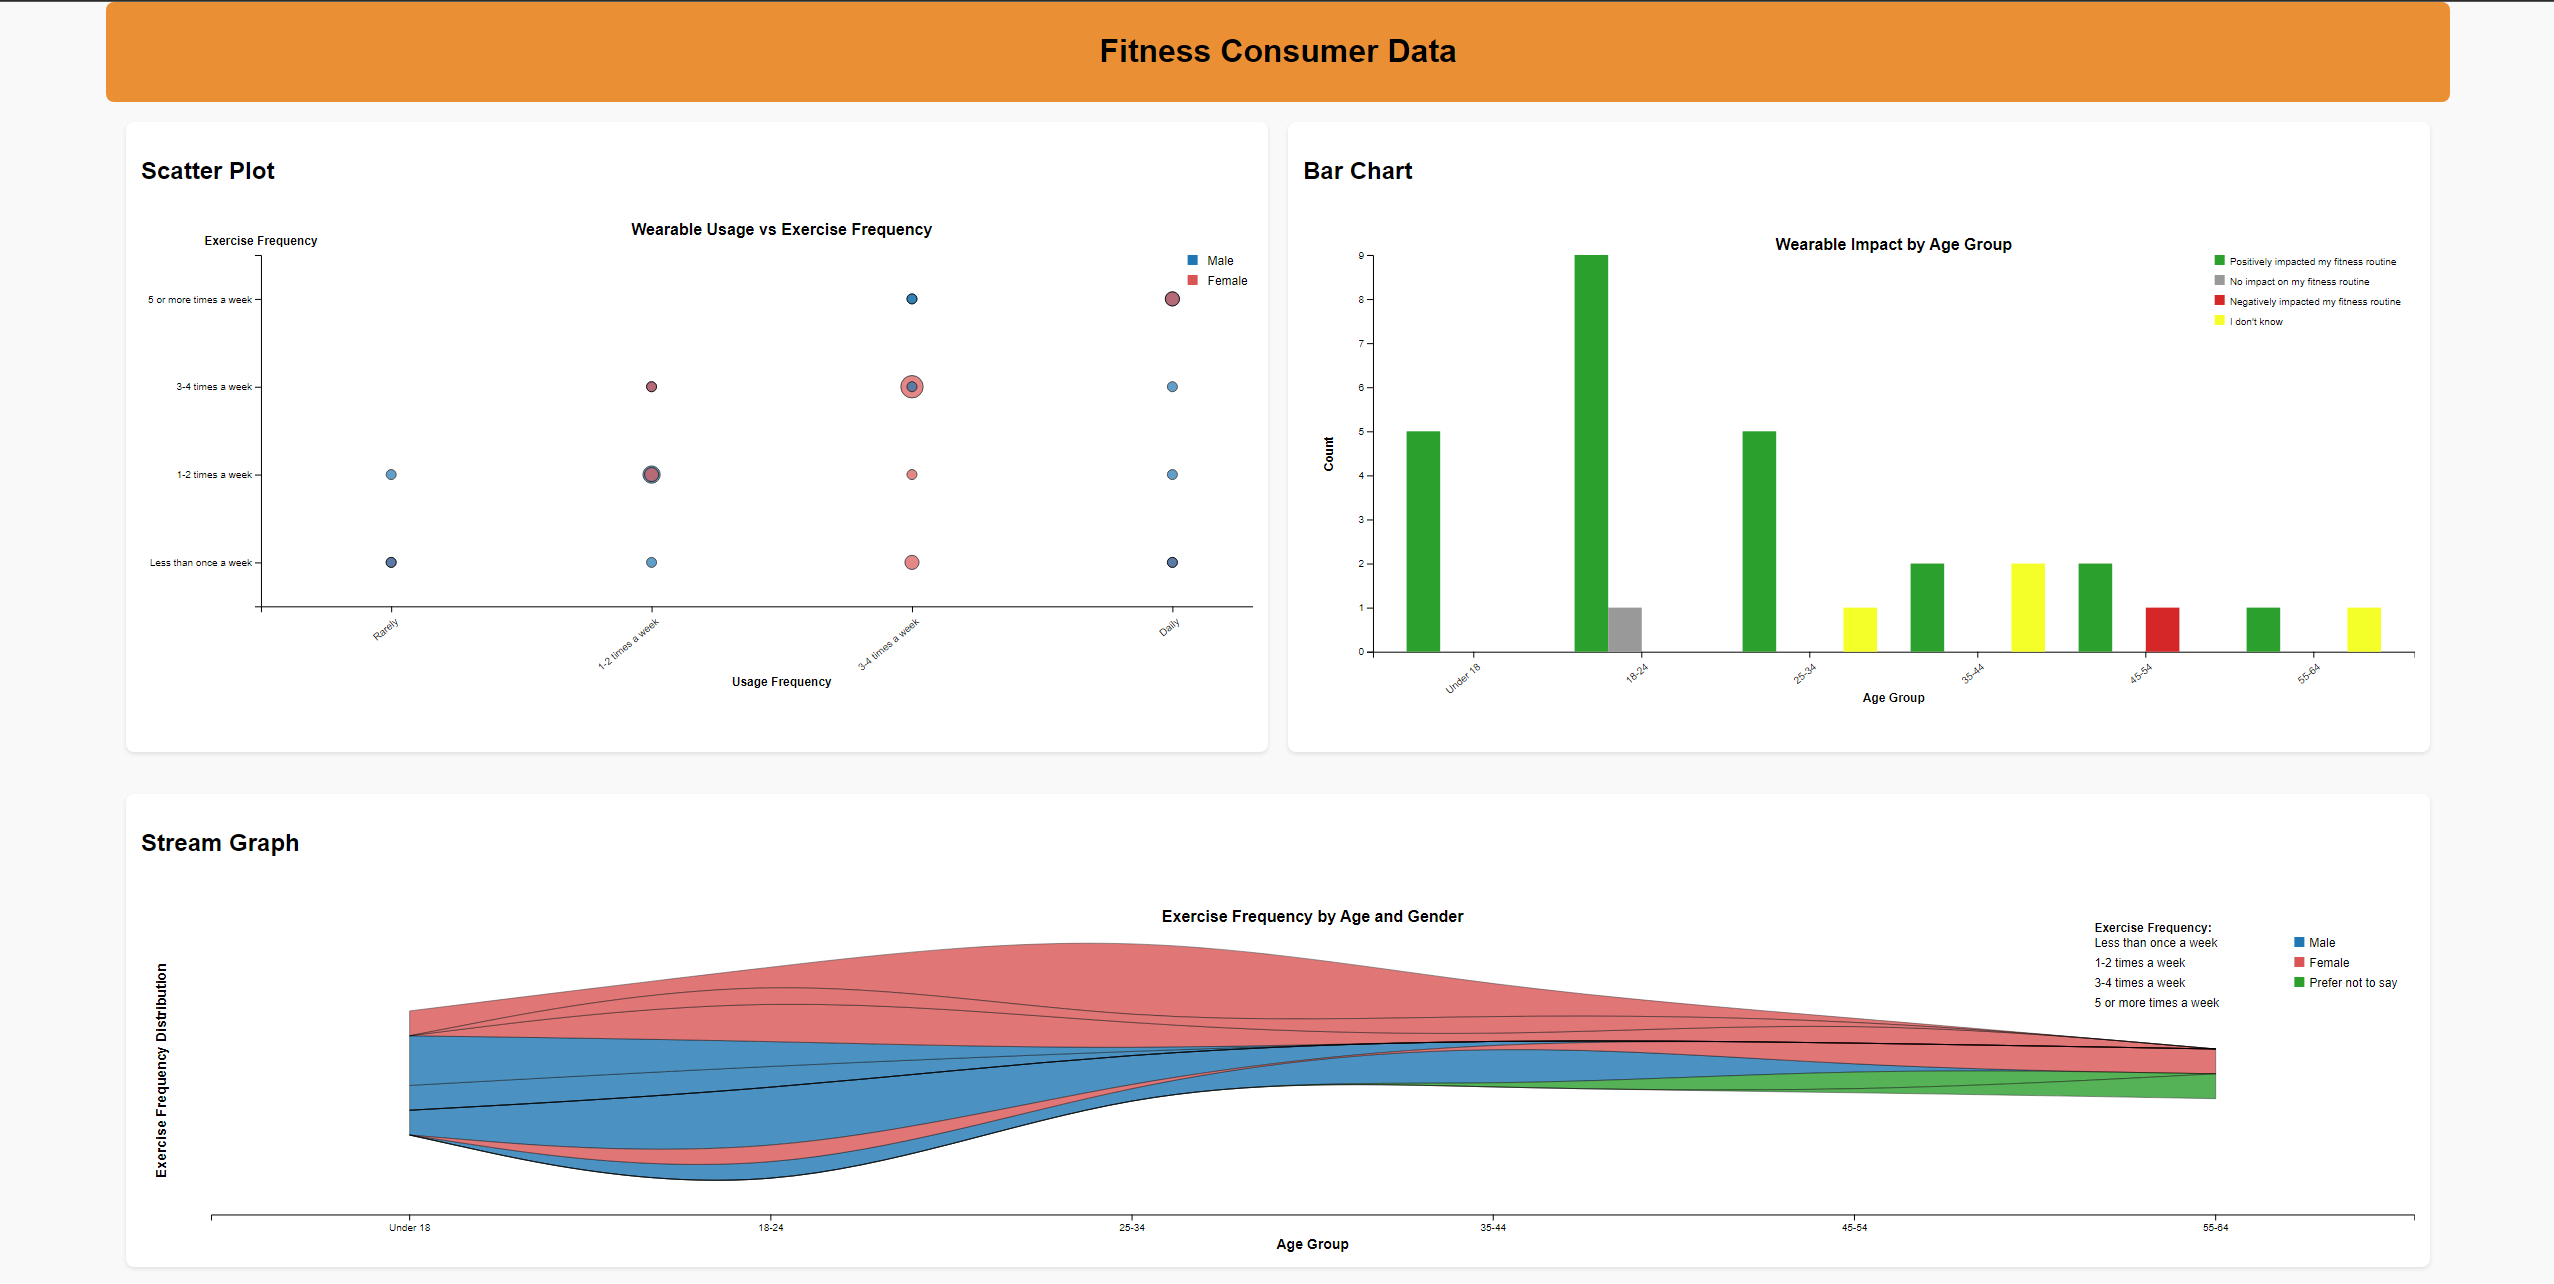 Fitness Consumer Data
Scatter Plot
Wearable Usage vs Exercise Frequency
Exercise Frequency
Male
Female
5 or more times a week
3-4 times a week
1-2 times a week
Less than once a week
Rarely
1-2 times a week
3-4 times a week
Daily
Usage Frequency
Bar Chart
Wearable Impact by Age Group
Positively impacted my fitness routine
No impact on my fitness routine
Negatively impacted my fitness routine
I don't know
9
8
7
6
5
4
3
2
1
0
Count
Under 18
18-24
25-34
35-44
45-54
55-64
Age Group
Stream Graph
Exercise Frequency by Age and Gender
Exercise Frequency:
Less than once a week
1-2 times a week
3-4 times a week
5 or more times a week
Male
Female
Prefer not to say
Exercise Frequency Distribution
Under 18
18-24
25-34
35-44
45-54
55-64
Age Group